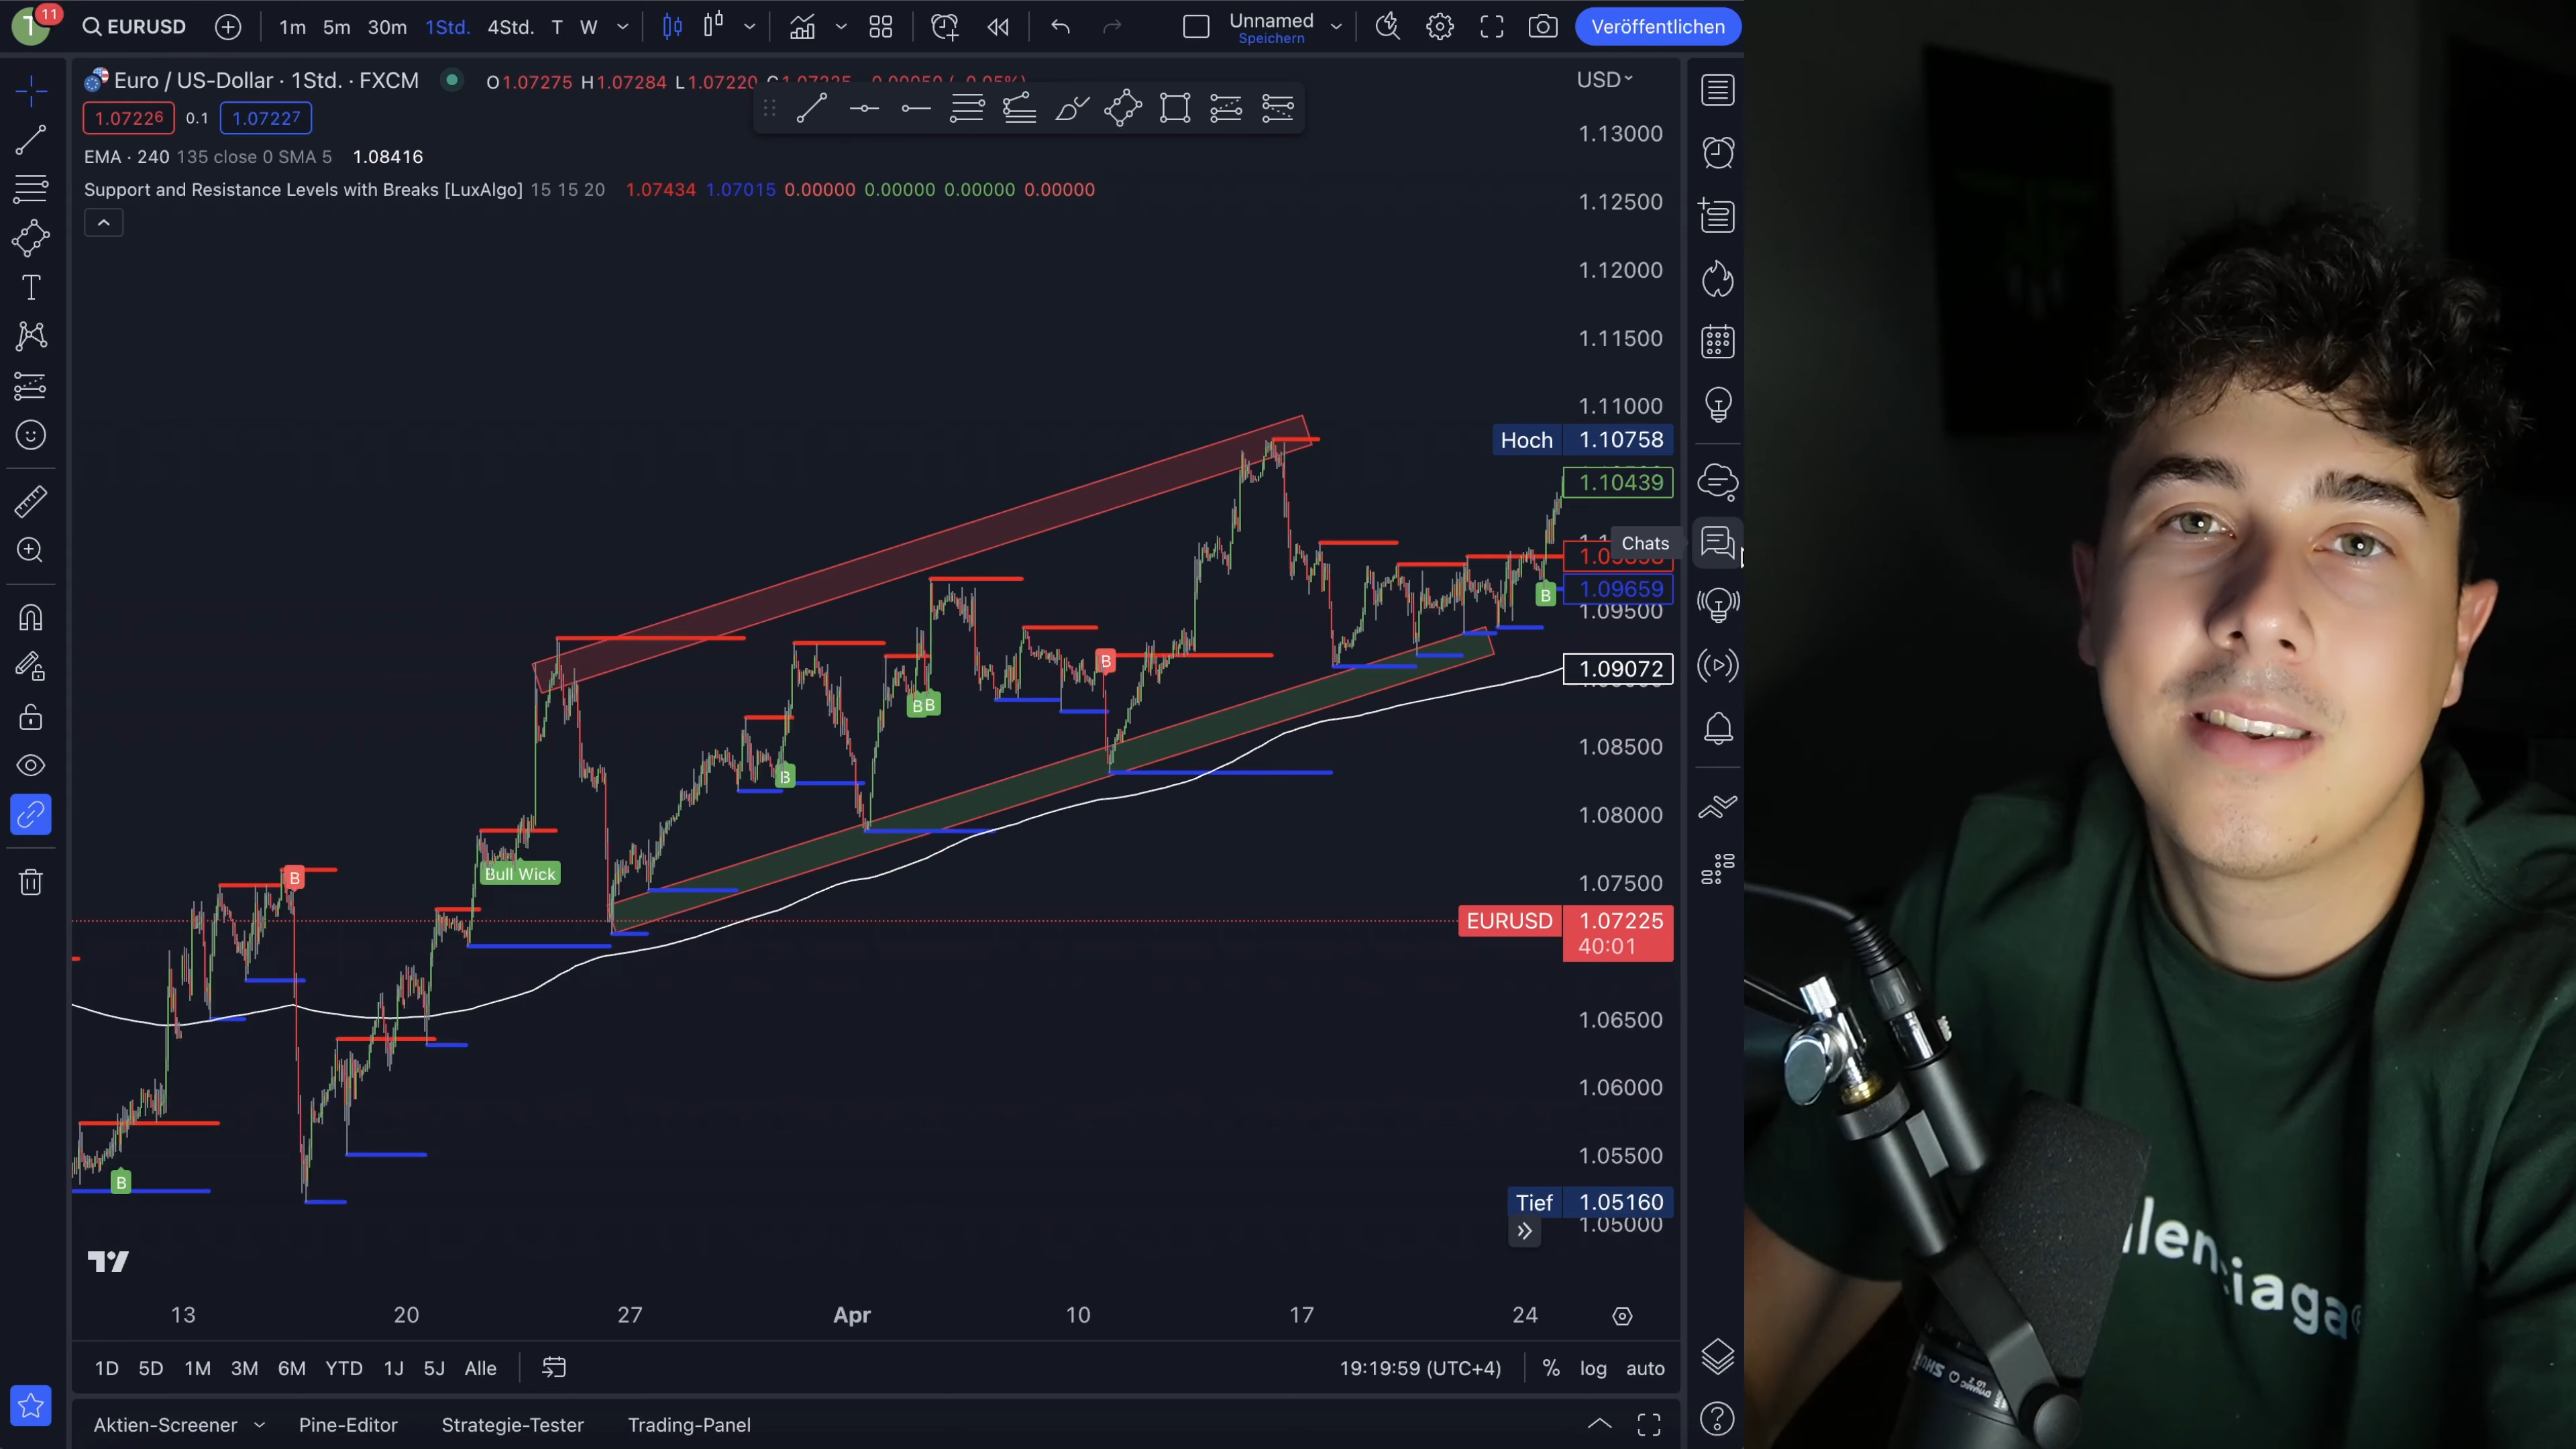 1 11 EURUSD 1m 5m 30m 1Std. 4Std. T W Unnamed Veröffentlichen
Speichern
Euro / US-Dollar · 1Std. · FXCM O1.07275 H1.07284 L1.07220
USD
1.07226 0.1 1.07227
EMA · 240 135 close 0 SMA 5 1.08416
Support and Resistance Levels with Breaks [LuxAlgo] 15 15 20 1.07434 1.07015 0.00000 0.00000 0.00000 0.00000
T
1.13000
1.12500
1.12000
1.11500
1.11000
Hoch 1.10758
1.10439
Chats
1.09659
B
1.09500
B
1.09072
BB
1.08500
B
1.08000
Bull Wick
B
1.07500
EURUSD 1.07225
40:01
1.06500
1.06000
1.05500
B
Tief 1.05160
1.05000
13 20 27 Apr 10 17 24
1D 5D 1M 3M 6M YTD 1J 5J Alle 19:19:59 (UTC+4) % log auto
Aktien-Screener Pine-Editor Strategie-Tester Trading-Panel